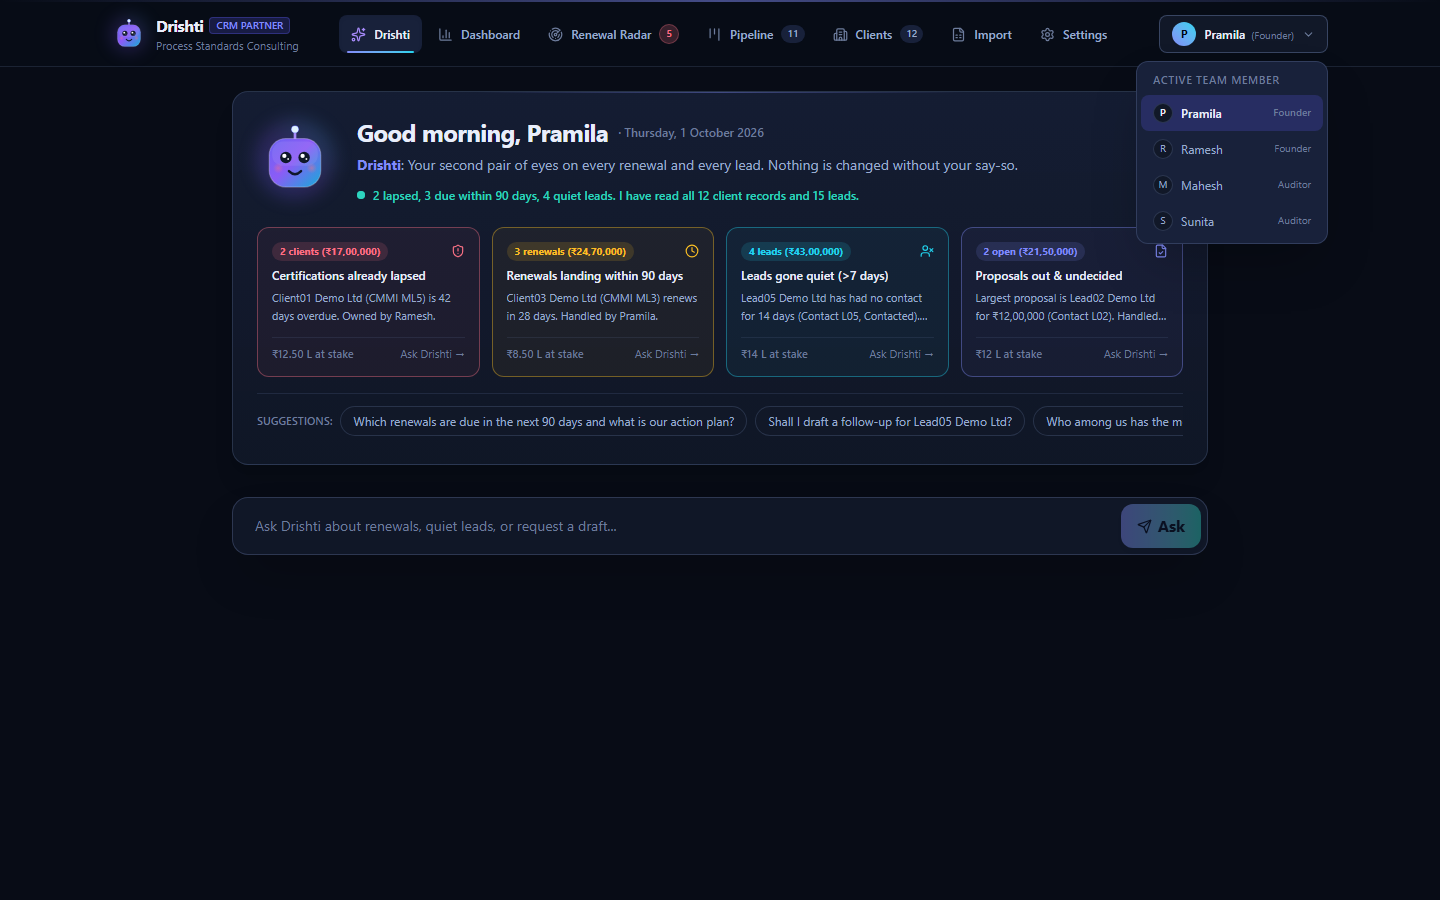 Drishti CRM PARTNER
Process Standards Consulting
Drishti
Dashboard
Renewal Radar 5
Pipeline 11
Clients 12
Import
Settings
P Pramila (Founder)
ACTIVE TEAM MEMBER
P Pramila Founder
R Ramesh Founder
M Mahesh Auditor
S Sunita Auditor
Good morning, Pramila · Thursday, 1 October 2026
Drishti: Your second pair of eyes on every renewal and every lead. Nothing is changed without your say-so.
2 lapsed, 3 due within 90 days, 4 quiet leads. I have read all 12 client records and 15 leads.
2 clients (₹17,00,000)
Certifications already lapsed
Client01 Demo Ltd (CMMI ML5) is 42
days overdue. Owned by Ramesh.
₹12.50 L at stake Ask Drishti →
3 renewals (₹24,70,000)
Renewals landing within 90 days
Client03 Demo Ltd (CMMI ML3) renews
in 28 days. Handled by Pramila.
₹8.50 L at stake Ask Drishti →
4 leads (₹43,00,000)
Leads gone quiet (>7 days)
Lead05 Demo Ltd has had no contact
for 14 days (Contact L05, Contacted)....
₹14 L at stake Ask Drishti →
2 open (₹21,50,000)
Proposals out & undecided
Largest proposal is Lead02 Demo Ltd
for ₹12,00,000 (Contact L02). Handled...
₹12 L at stake Ask Drishti →
SUGGESTIONS:
Which renewals are due in the next 90 days and what is our action plan?
Shall I draft a follow-up for Lead05 Demo Ltd?
Who among us has the m
Ask Drishti about renewals, quiet leads, or request a draft...
Ask